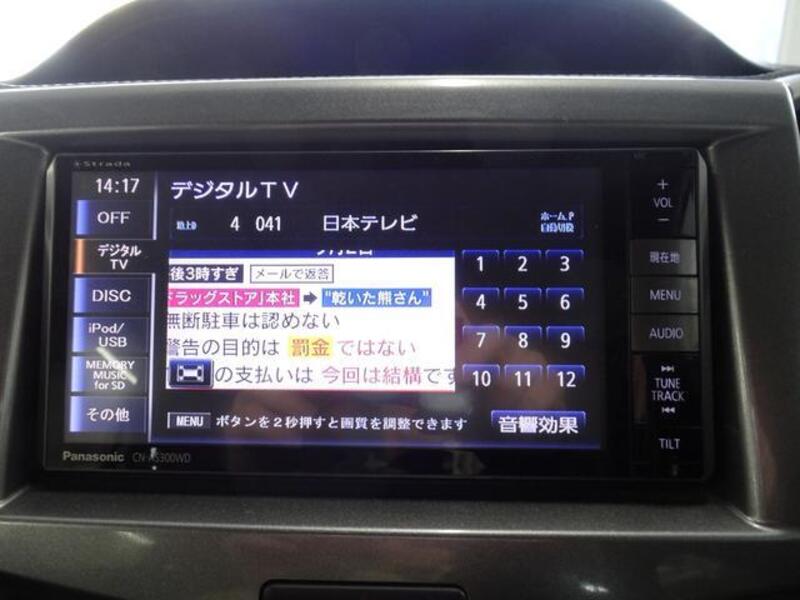 Strada
14:17
OFF
デジタル
TV
DISC
iPod/
USB
MEMORY
MUSIC
for SD
その他
デジタルTV
地上D 4 041 日本テレビ
ホーム.P
自動切換
後3時すぎ メールで返答
ドラッグストア」本社 ➡ "乾いた熊さん"
無断駐車は認めない
警告の目的は 罰金 ではない
の支払いは 今回は結構です
1 2 3
4 5 6
7 8 9
10 11 12
MENU ボタンを2秒押すと画質を調整できます
音響効果
+
VOL
−
現在地
MENU
AUDIO
TUNE
TRACK
TILT
Panasonic CN-AS300WD